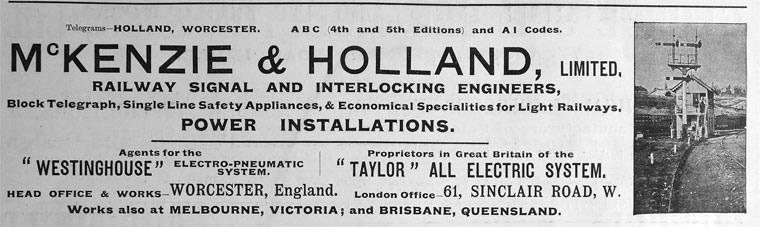 Telegrams—HOLLAND, WORCESTER. A B C (4th and 5th Editions) and A I Codes.
McKENZIE & HOLLAND, LIMITED,
RAILWAY SIGNAL AND INTERLOCKING ENGINEERS,
Block Telegraph, Single Line Safety Appliances, & Economical Specialities for Light Railways,
POWER INSTALLATIONS.
Agents for the
"WESTINGHOUSE" ELECTRO-PNEUMATIC SYSTEM.
Proprietors in Great Britain of the
"TAYLOR" ALL ELECTRIC SYSTEM.
HEAD OFFICE & WORKS—WORCESTER, England. London Office—61, SINCLAIR ROAD, W.
Works also at MELBOURNE, VICTORIA; and BRISBANE, QUEENSLAND.